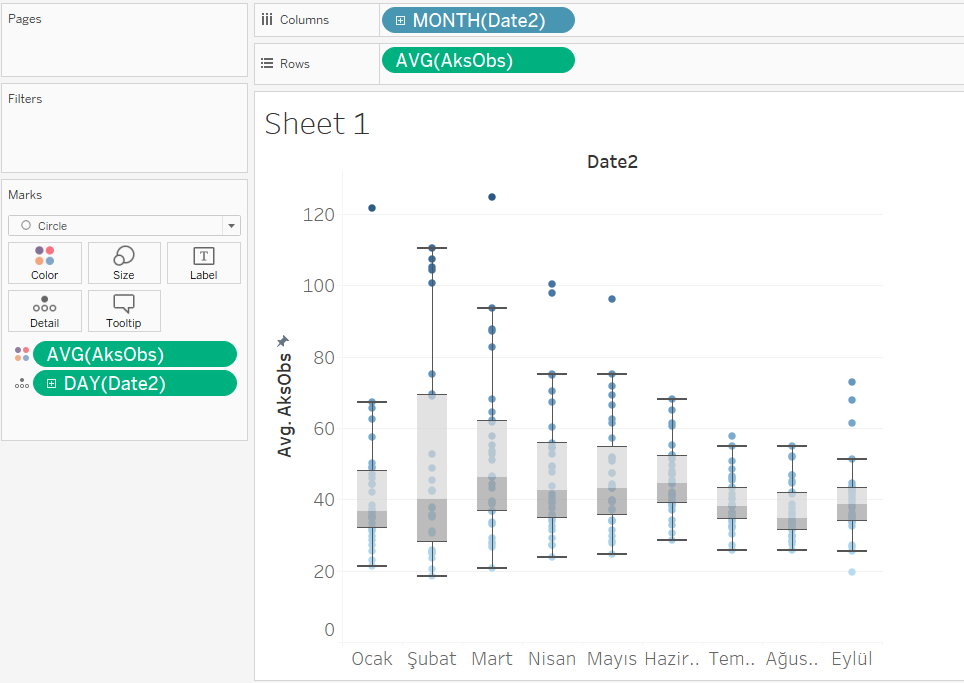 Pages
Columns
MONTH(Date2)
Rows
AVG(AksObs)
Filters
Marks
Circle
Color
Size
Label
Detail
Tooltip
AVG(AksObs)
DAY(Date2)
Sheet 1
Date2
Avg. AksObs
120
100
80
60
40
20
0
Ocak Şubat Mart Nisan Mayıs Hazir.. Tem.. Ağus.. Eylül